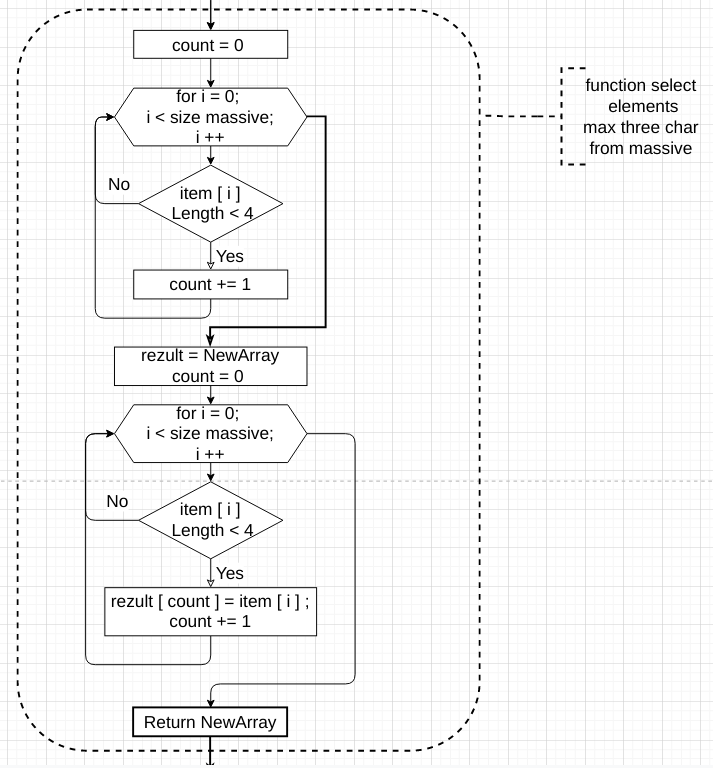 count = 0
for i = 0;
i < size massive;
i ++
No
item [ i ]
Length < 4
Yes
count += 1
rezult = NewArray
count = 0
for i = 0;
i < size massive;
i ++
No
item [ i ]
Length < 4
Yes
rezult [ count ] = item [ i ] ;
count += 1
Return NewArray
function select
elements
max three char
from massive